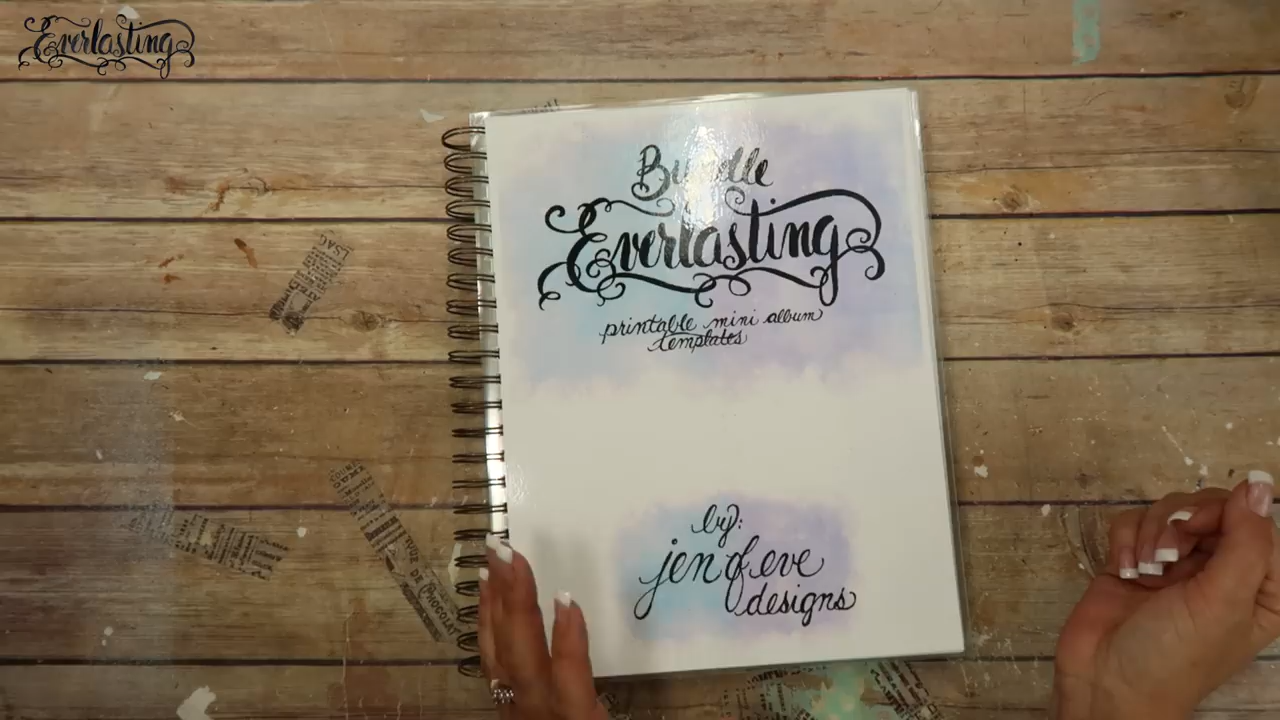 Everlasting
Bundle
Everlasting
printable mini album
templates
by:
jen of eve
designs